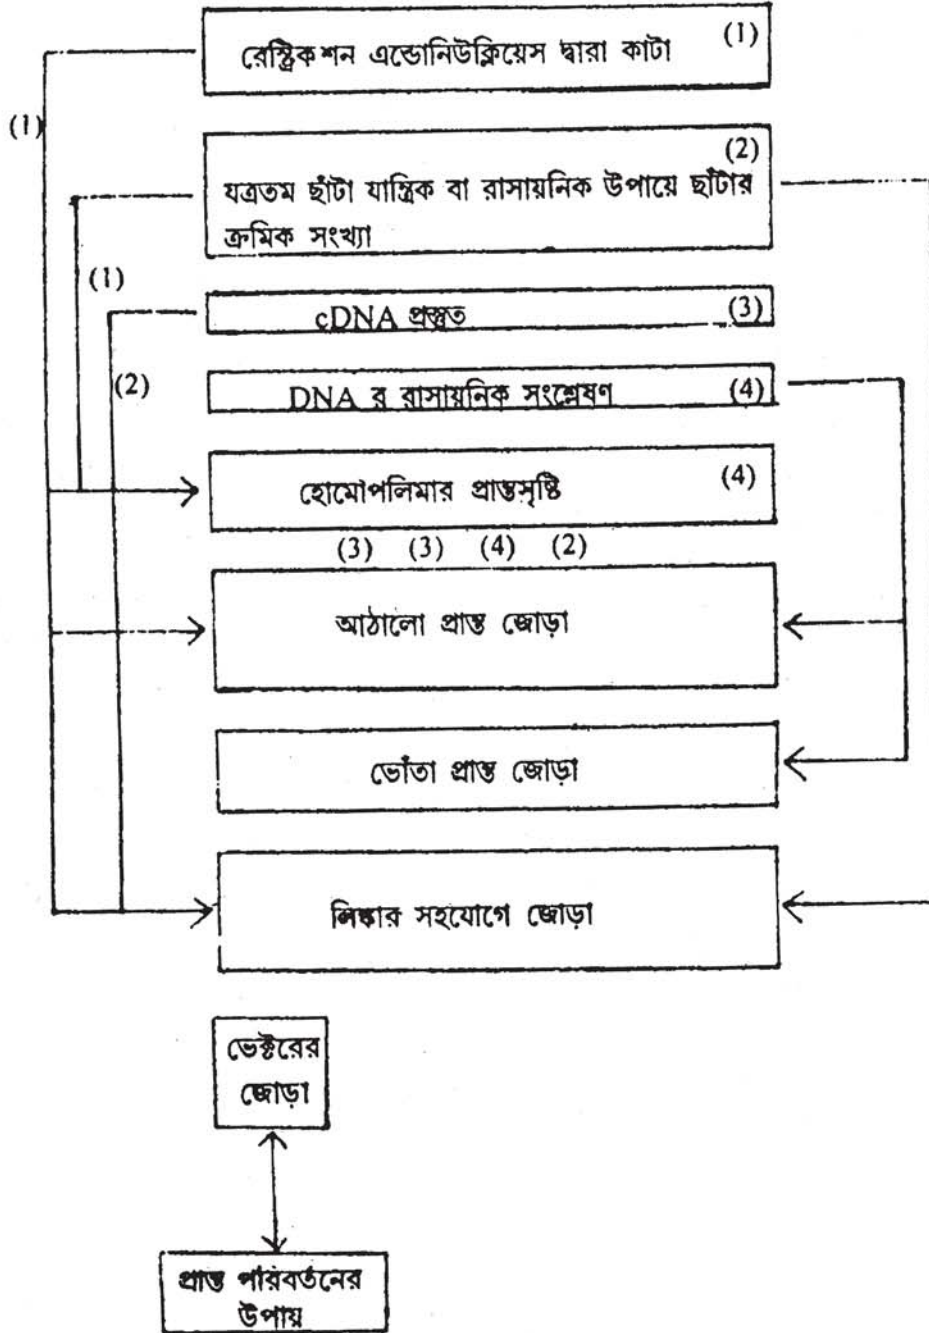 (1)
রেস্ট্রিকশন এন্ডোনিউক্লিয়েস দ্বারা কাটা
(1)
(2)
যত্রতম ছাঁটা যান্ত্রিক বা রাসায়নিক উপায়ে ছাঁটার
ক্রমিক সংখ্যা
(1)
cDNA প্রস্তুত (3)
(2)
DNA র রাসায়নিক সংশ্লেষণ (4)
হোমোপলিমার প্রান্তসৃষ্টি (4)
(3) (3) (4) (2)
আঠালো প্রান্ত জোড়া
ভোঁতা প্রান্ত জোড়া
লিঙ্কার সহযোগে জোড়া
ভেক্টরের
জোড়া
প্রান্ত পরিবর্তনের
উপায়